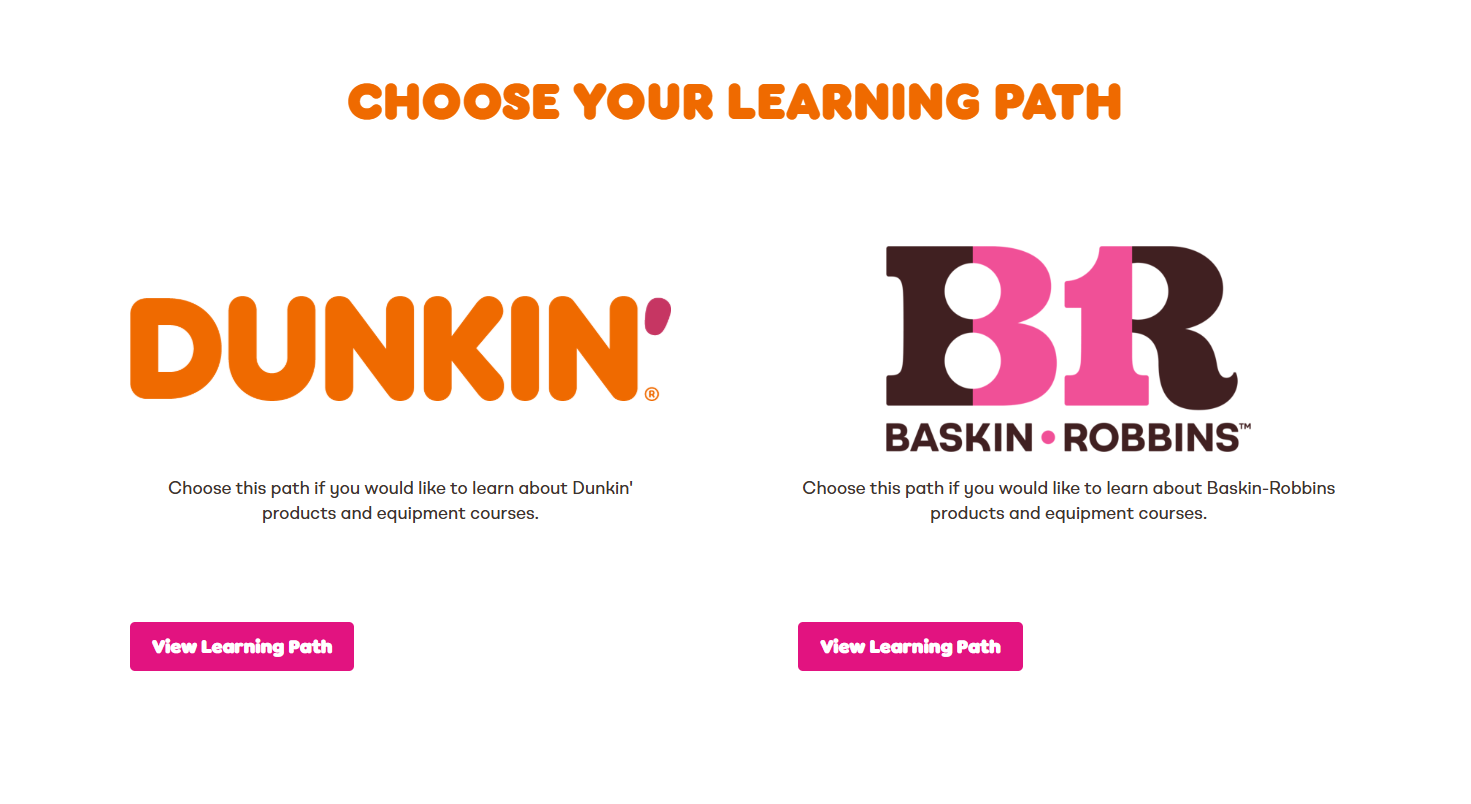 CHOOSE YOUR LEARNING PATH
DUNKIN'®
Choose this path if you would like to learn about Dunkin'
products and equipment courses.
View Learning Path
BR
BASKIN • ROBBINS™
Choose this path if you would like to learn about Baskin-Robbins
products and equipment courses.
View Learning Path